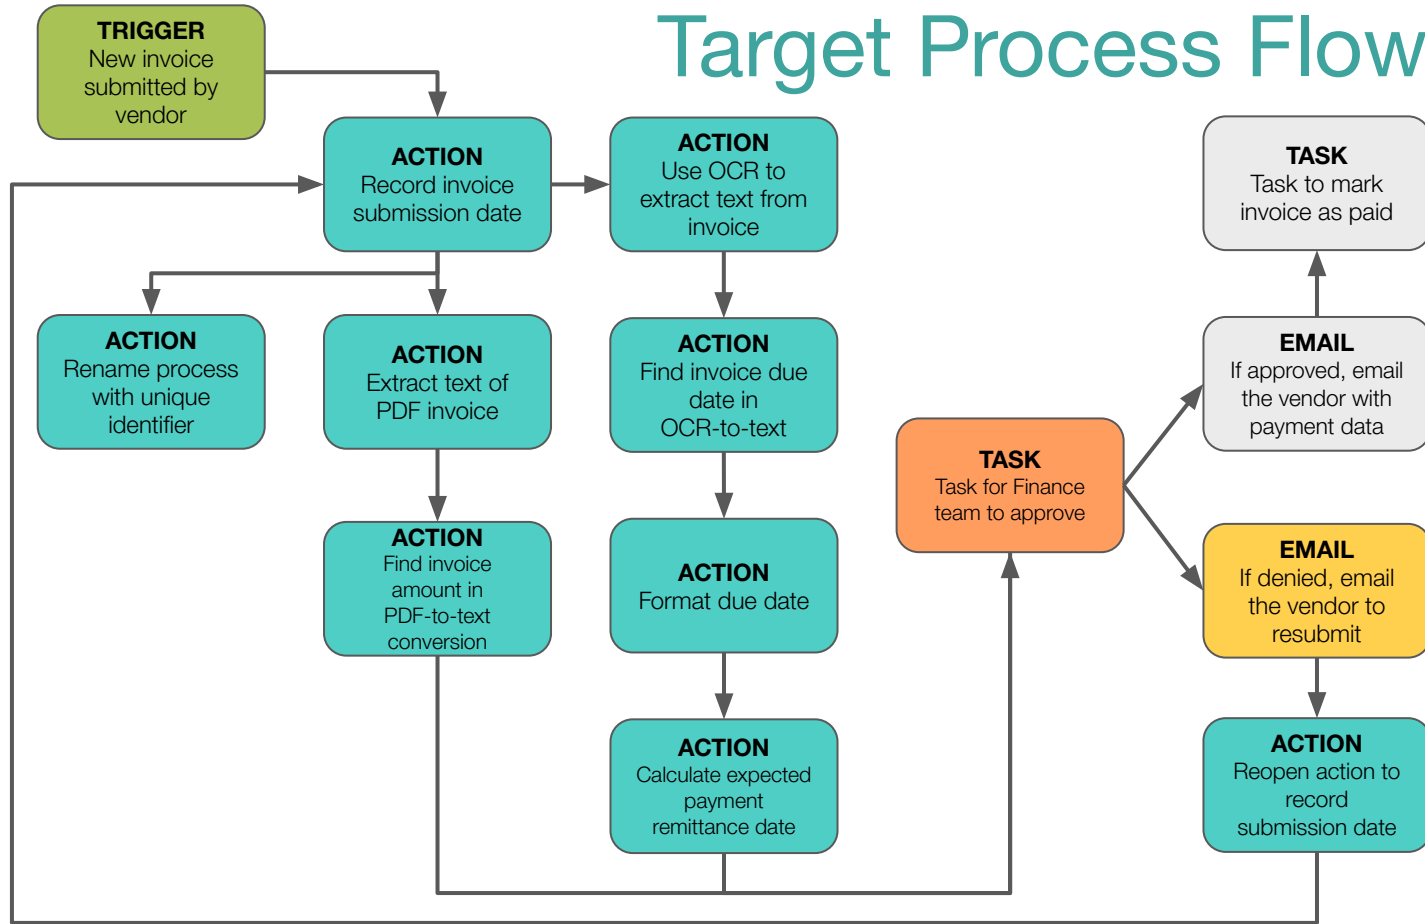 Target Process Flow
TRIGGER
New invoice
submitted by
vendor
ACTION
Record invoice
submission date
ACTION
Use OCR to
extract text from
invoice
TASK
Task to mark
invoice as paid
ACTION
Rename process
with unique
identifier
ACTION
Extract text of
PDF invoice
ACTION
Find invoice due
date in
OCR-to-text
EMAIL
If approved, email
the vendor with
payment data
TASK
Task for Finance
team to approve
ACTION
Find invoice
amount in
PDF-to-text
conversion
ACTION
Format due date
EMAIL
If denied, email
the vendor to
resubmit
ACTION
Calculate expected
payment
remittance date
ACTION
Reopen action to
record
submission date